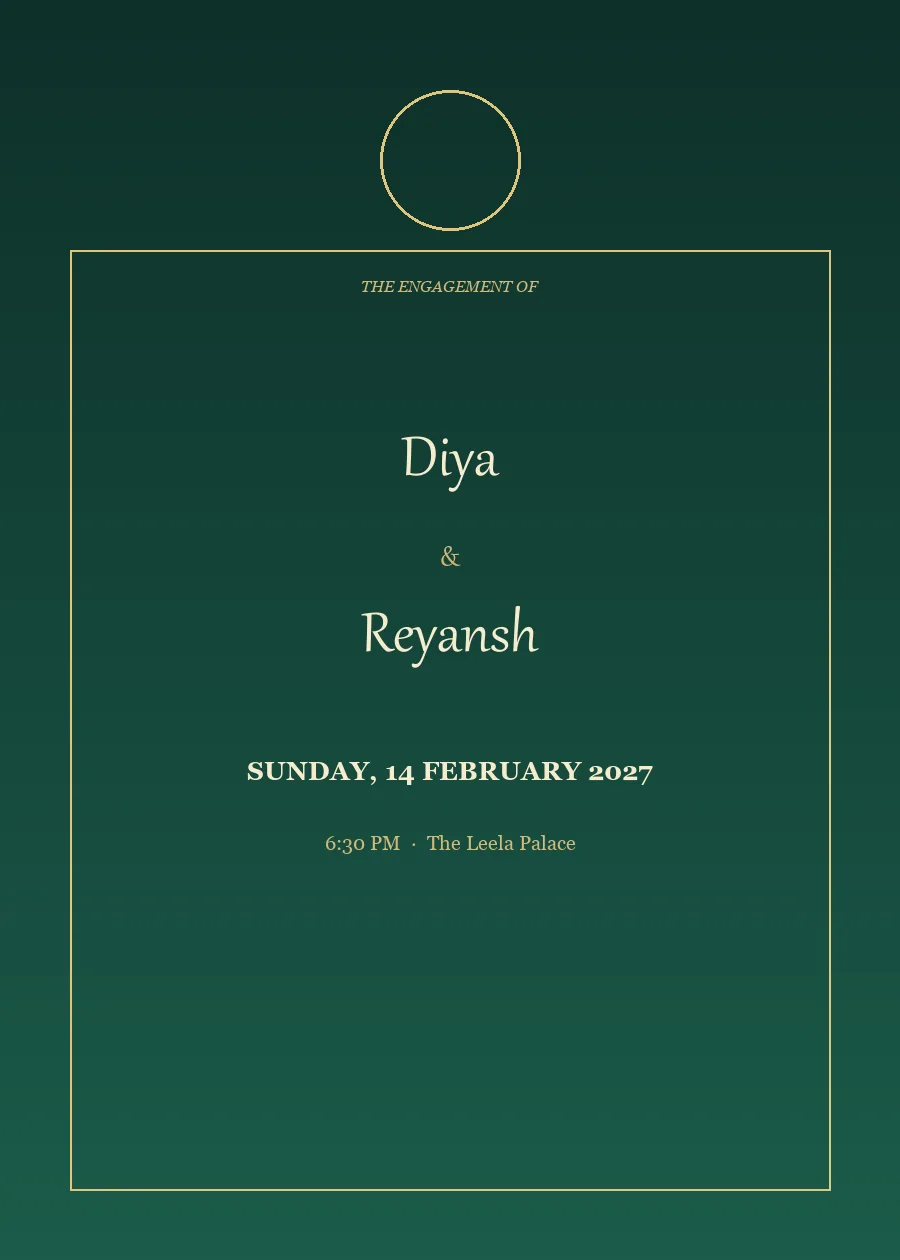 THE ENGAGEMENT OF
Diya
&
Reyansh
SUNDAY, 14 FEBRUARY 2027
6:30 PM · The Leela Palace